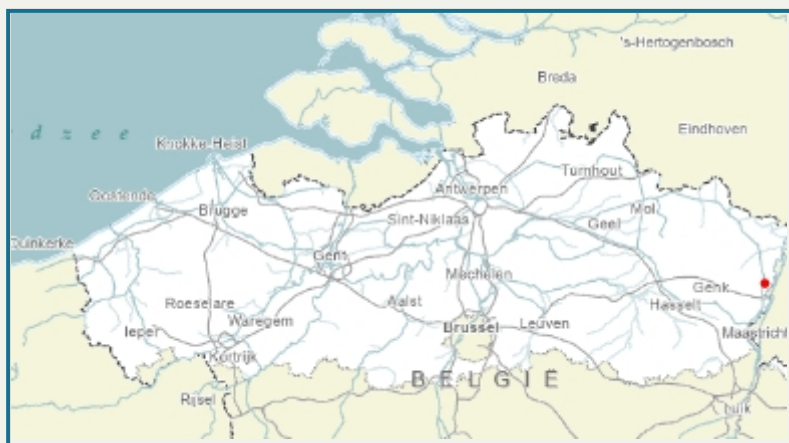 's-Hertogenbosch
Breda
Eindhoven
d z e e
Knokke-Heist
Turnhout
Antwerpen
Oostende
Mol
Brugge
Sint-Niklaas
Geel
Duinkerke
Gent
Mechelen
Genk
Roeselare
Aalst
Hasselt
Waregem
Brussel
Leuven
Ieper
Maastricht
Kortrijk
BELGIË
Rijsel
Luik